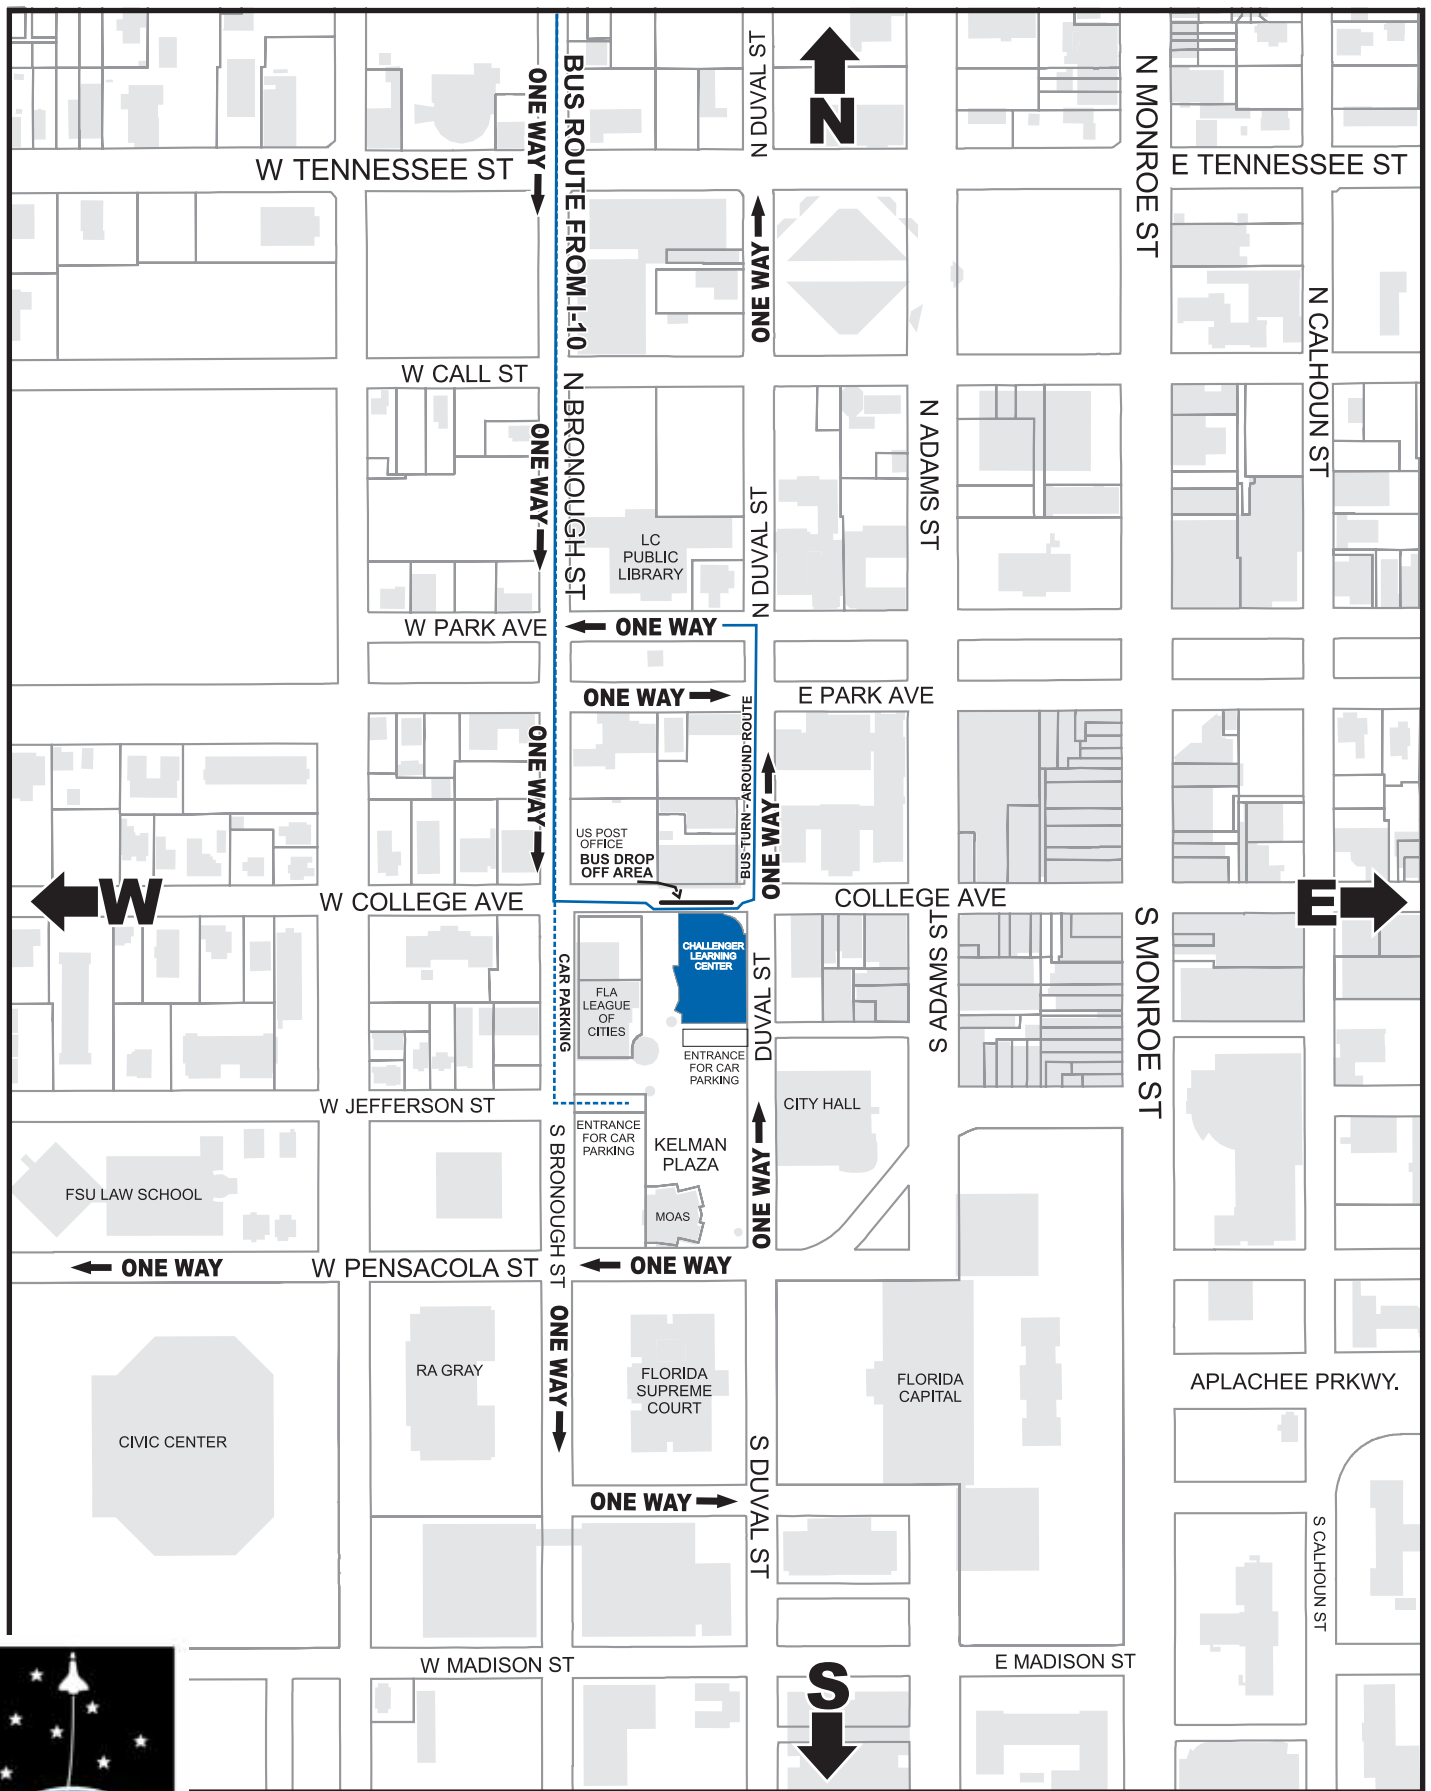 N DUVAL ST
N
N MONROE ST
ONE WAY
BUS ROUTE FROM I-10
W TENNESSEE ST
E TENNESSEE ST
ONE WAY
N CALHOUN ST
W CALL ST
N BRONOUGH ST
ONE WAY
N ADAMS ST
N DUVAL ST
LC
PUBLIC
LIBRARY
W PARK AVE
ONE WAY
ONE WAY
E PARK AVE
BUS TURN - AROUND ROUTE
ONE WAY
ONE WAY
US POST
OFFICE
BUS DROP
OFF AREA
W
W COLLEGE AVE
COLLEGE AVE
E
CHALLENGER
LEARNING
CENTER
CAR PARKING
FLA
LEAGUE
OF
CITIES
DUVAL ST
S ADAMS ST
S MONROE ST
ENTRANCE
FOR CAR
PARKING
W JEFFERSON ST
CITY HALL
ENTRANCE
FOR CAR
PARKING
KELMAN
PLAZA
S BRONOUGH ST
ONE WAY
FSU LAW SCHOOL
MOAS
ONE WAY
W PENSACOLA ST
ONE WAY
ONE WAY
RA GRAY
FLORIDA
SUPREME
COURT
FLORIDA
CAPITAL
APLACHEE PRKWY.
CIVIC CENTER
S DUVAL ST
ONE WAY
S CALHOUN ST
W MADISON ST
E MADISON ST
S